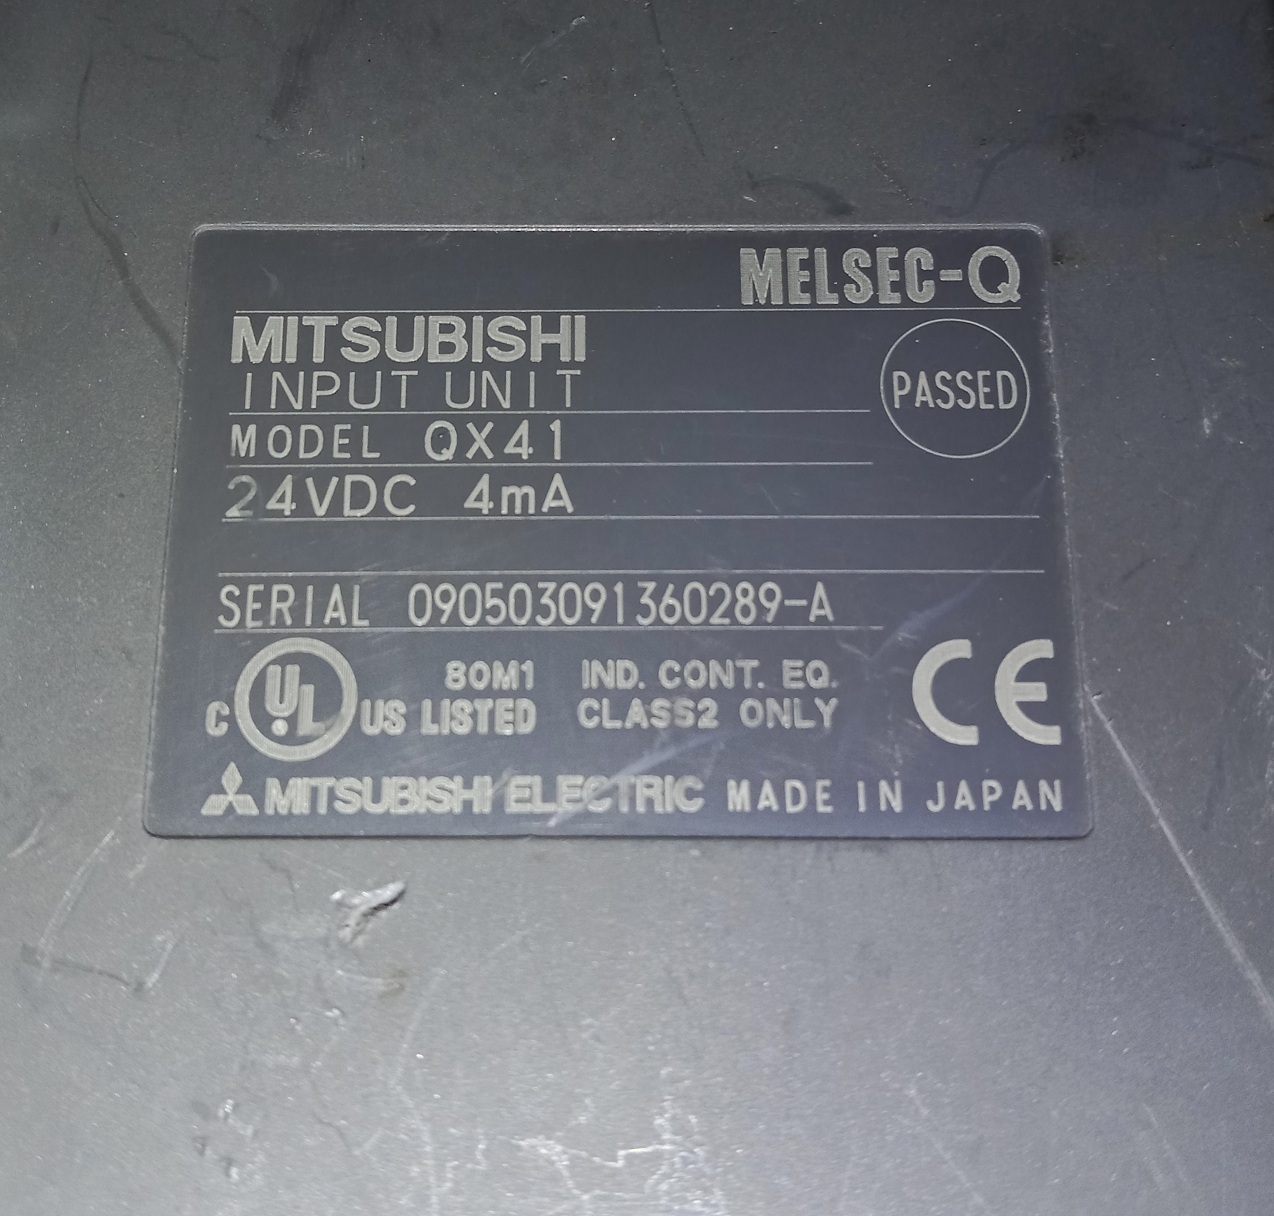 MELSEC-Q
MITSUBISHI
INPUT UNIT
PASSED
MODEL QX41
24VDC 4mA
SERIAL 090503091360289-A
C UL US LISTED 80M1 IND. CONT. EQ.
CLASS2 ONLY
CE
MITSUBISHI ELECTRIC MADE IN JAPAN